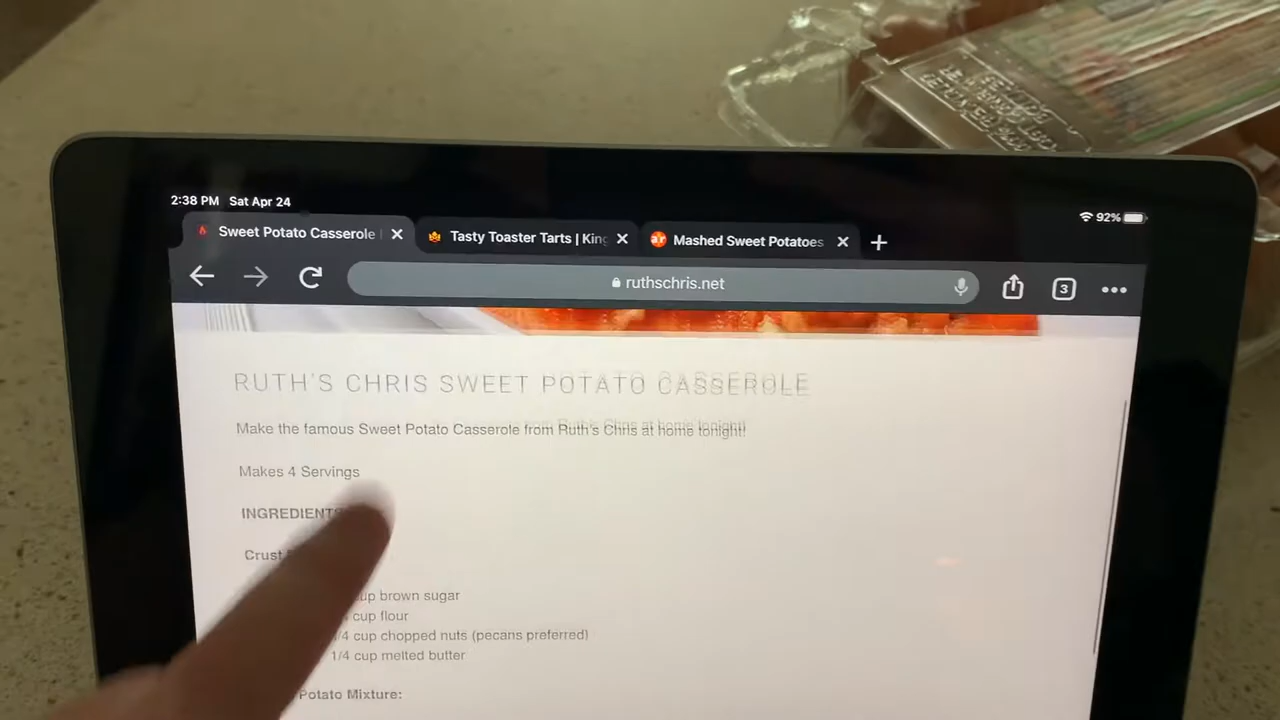 2:38 PM Sat Apr 24
92%
Sweet Potato Casserole
Tasty Toaster Tarts | King
Mashed Sweet Potatoes
ruthschris.net
3
RUTH'S CHRIS SWEET POTATO CASSEROLE
Make the famous Sweet Potato Casserole from Ruth's Chris at home tonight!
Makes 4 Servings
INGREDIENTS
Crust
cup brown sugar
cup flour
1/4 cup chopped nuts (pecans preferred)
1/4 cup melted butter
Potato Mixture: